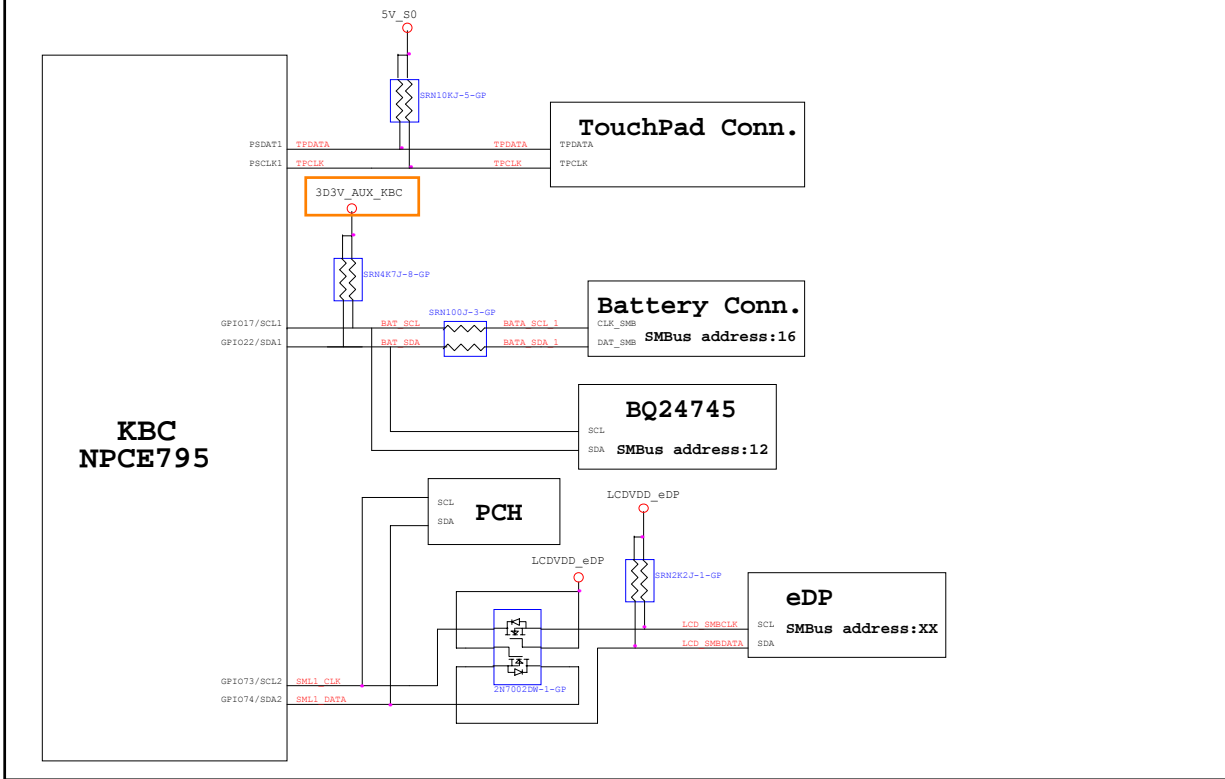 5V_S0
SRN10KJ-5-GP
TouchPad Conn.
PSDAT1 TPDATA TPDATA TPDATA
PSCLK1 TPCLK TPCLK TPCLK
3D3V_AUX_KBC
SRN4K7J-8-GP
SRN100J-3-GP
Battery Conn.
GPIO17/SCL1 BAT_SCL BATA_SCL_1 CLK_SMB
SMBus address:16
GPIO22/SDA1 BAT_SDA BATA_SDA_1 DAT_SMB
BQ24745
SCL
SDA SMBus address:12
KBC
NPCE795
SCL
SDA
PCH
LCDVDD_eDP
LCDVDD_eDP
SRN2K2J-1-GP
eDP
LCD_SMBCLK SCL
SMBus address:XX
LCD_SMBDATA SDA
GPIO73/SCL2 SML1_CLK
2N7002DW-1-GP
GPIO74/SDA2 SML1_DATA